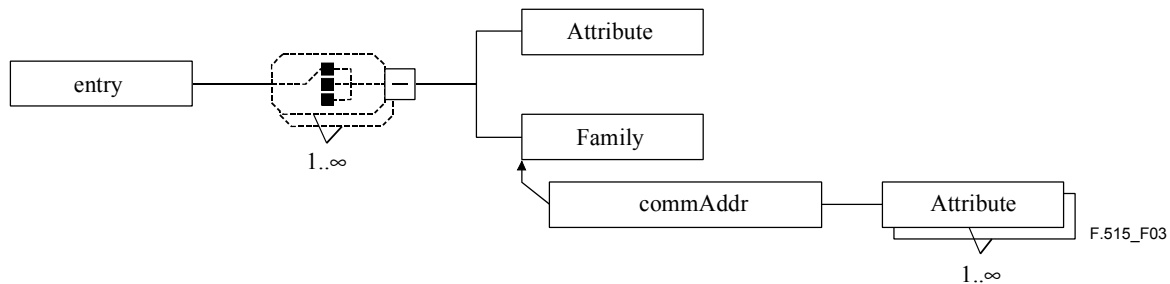 Attribute
entry
1..∞
Family
commAddr
Attribute
F.515_F03
1..∞